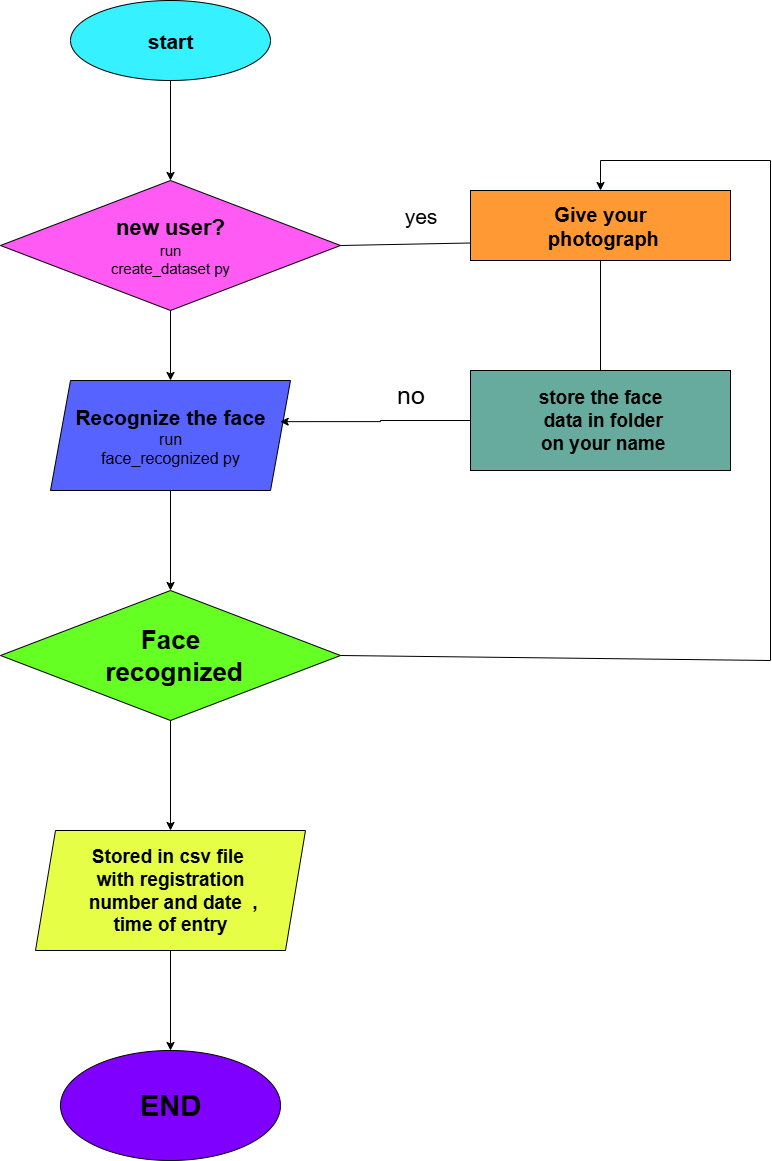 start
new user?
run
create_dataset py
yes
Give your
photograph
Recognize the face
run
face_recognized py
no
store the face
data in folder
on your name
Face
recognized
Stored in csv file
with registration
number and date ,
time of entry
END